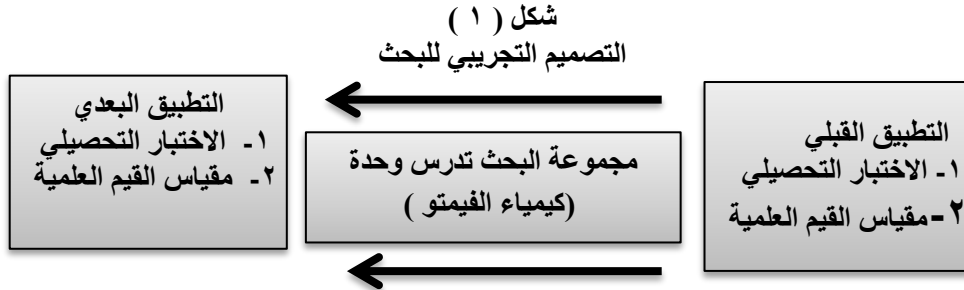 شكل ( ١ )
التصميم التجريبي للبحث
التطبيق القبلي
١- الاختبار التحصيلي
٢- مقياس القيم العلمية
مجموعة البحث تدرس وحدة
(كيمياء الفيمتو )
التطبيق البعدي
١- الاختبار التحصيلي
٢- مقياس القيم العلمية